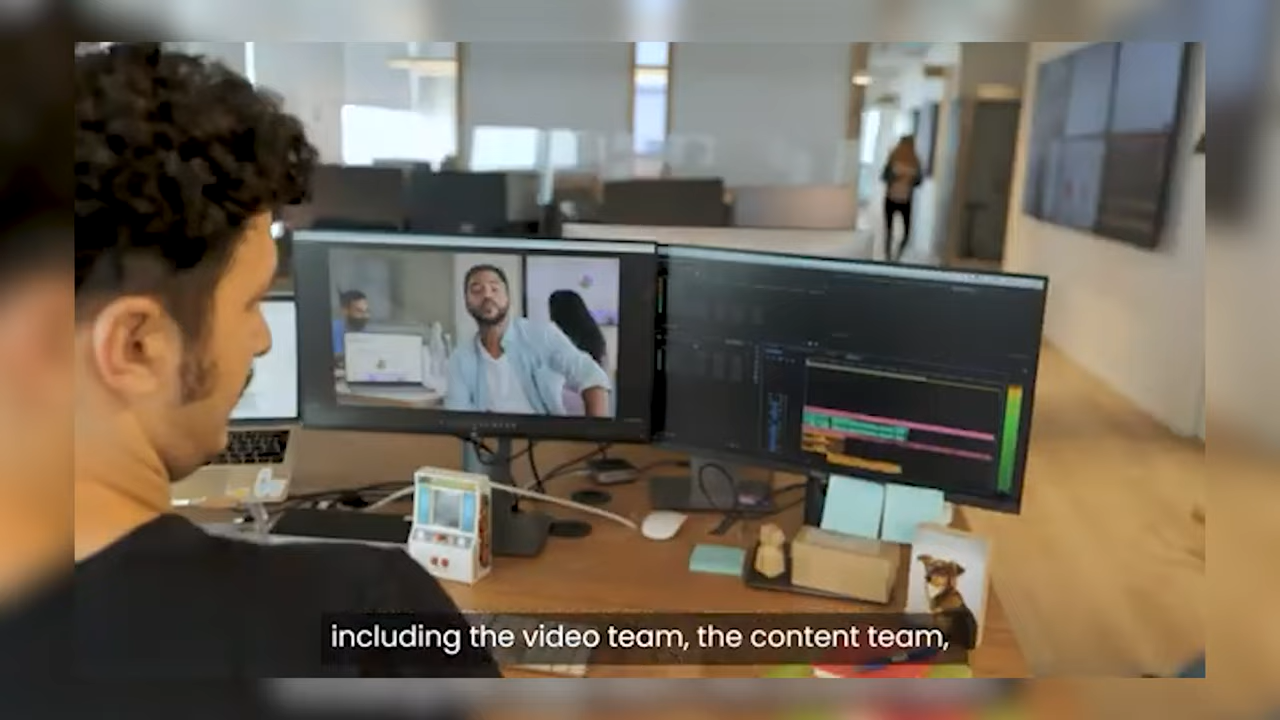 including the video team, the content team,